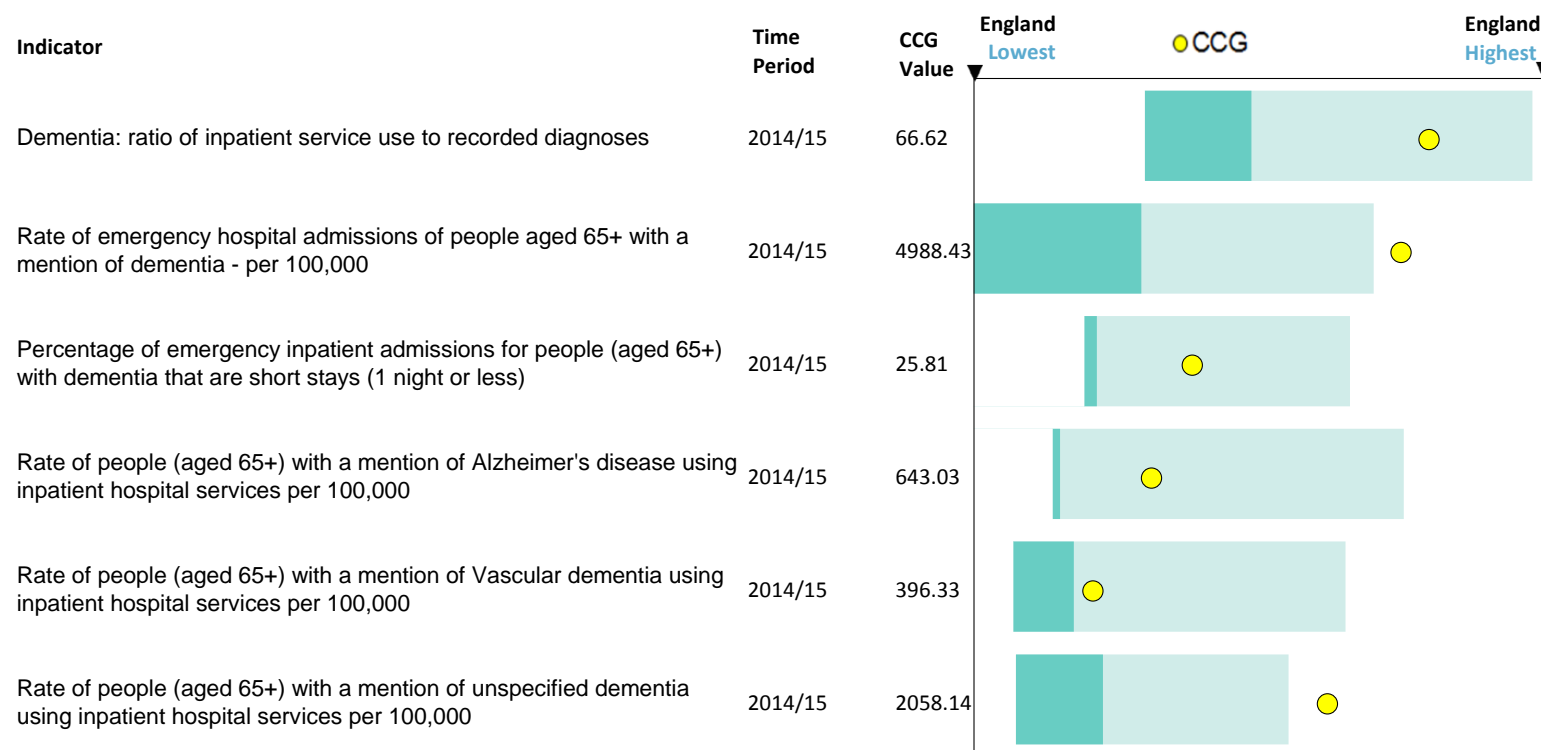 Indicator
Time Period
CCG Value
England Lowest
CCG
England Highest
Dementia: ratio of inpatient service use to recorded diagnoses 2014/15 66.62
Rate of emergency hospital admissions of people aged 65+ with a
mention of dementia - per 100,000
2014/15 4988.43
Percentage of emergency inpatient admissions for people (aged 65+)
with dementia that are short stays (1 night or less)
2014/15 25.81
Rate of people (aged 65+) with a mention of Alzheimer's disease using
inpatient hospital services per 100,000
2014/15 643.03
Rate of people (aged 65+) with a mention of Vascular dementia using
inpatient hospital services per 100,000
2014/15 396.33
Rate of people (aged 65+) with a mention of unspecified dementia
using inpatient hospital services per 100,000
2014/15 2058.14